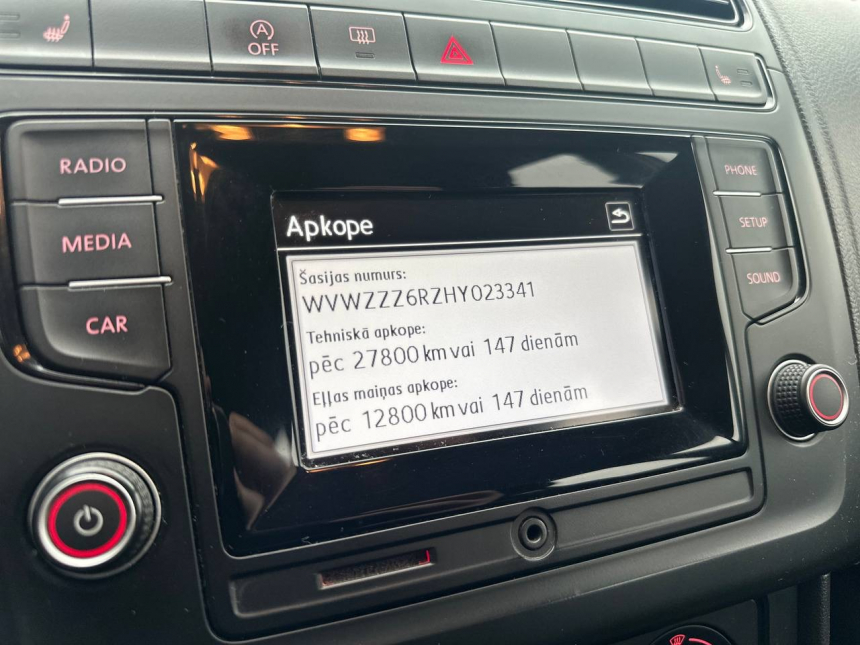 A
OFF
RADIO
MEDIA
CAR
PHONE
SETUP
SOUND
Apkope
Šasijas numurs:
WVWZZZ6RZHY023341
Tehniskā apkope:
pēc 27800 km vai 147 dienām
Eļļas maiņas apkope:
pēc 12800 km vai 147 dienām